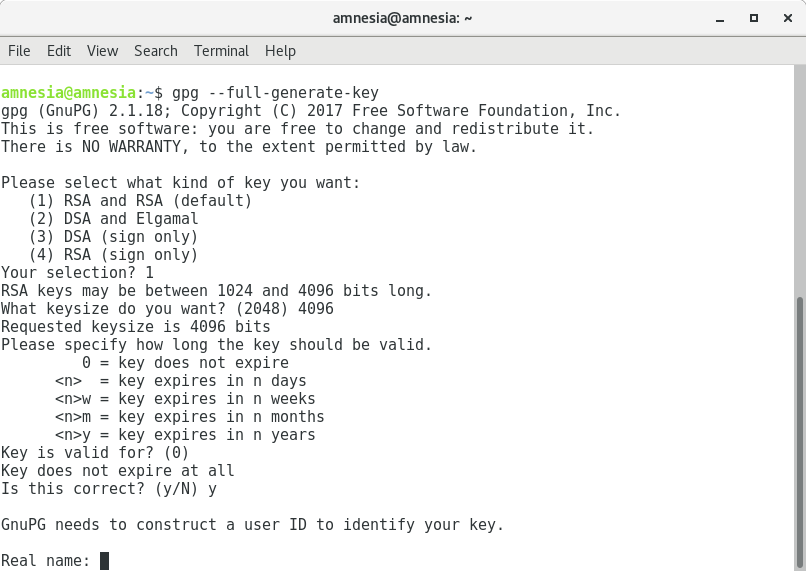 amnesia@amnesia: ~
File Edit View Search Terminal Help
amnesia@amnesia:~$ gpg --full-generate-key
gpg (GnuPG) 2.1.18; Copyright (C) 2017 Free Software Foundation, Inc.
This is free software: you are free to change and redistribute it.
There is NO WARRANTY, to the extent permitted by law.

Please select what kind of key you want:
   (1) RSA and RSA (default)
   (2) DSA and Elgamal
   (3) DSA (sign only)
   (4) RSA (sign only)
Your selection? 1
RSA keys may be between 1024 and 4096 bits long.
What keysize do you want? (2048) 4096
Requested keysize is 4096 bits
Please specify how long the key should be valid.
         0 = key does not expire
      <n>  = key expires in n days
      <n>w = key expires in n weeks
      <n>m = key expires in n months
      <n>y = key expires in n years
Key is valid for? (0)
Key does not expire at all
Is this correct? (y/N) y

GnuPG needs to construct a user ID to identify your key.

Real name: